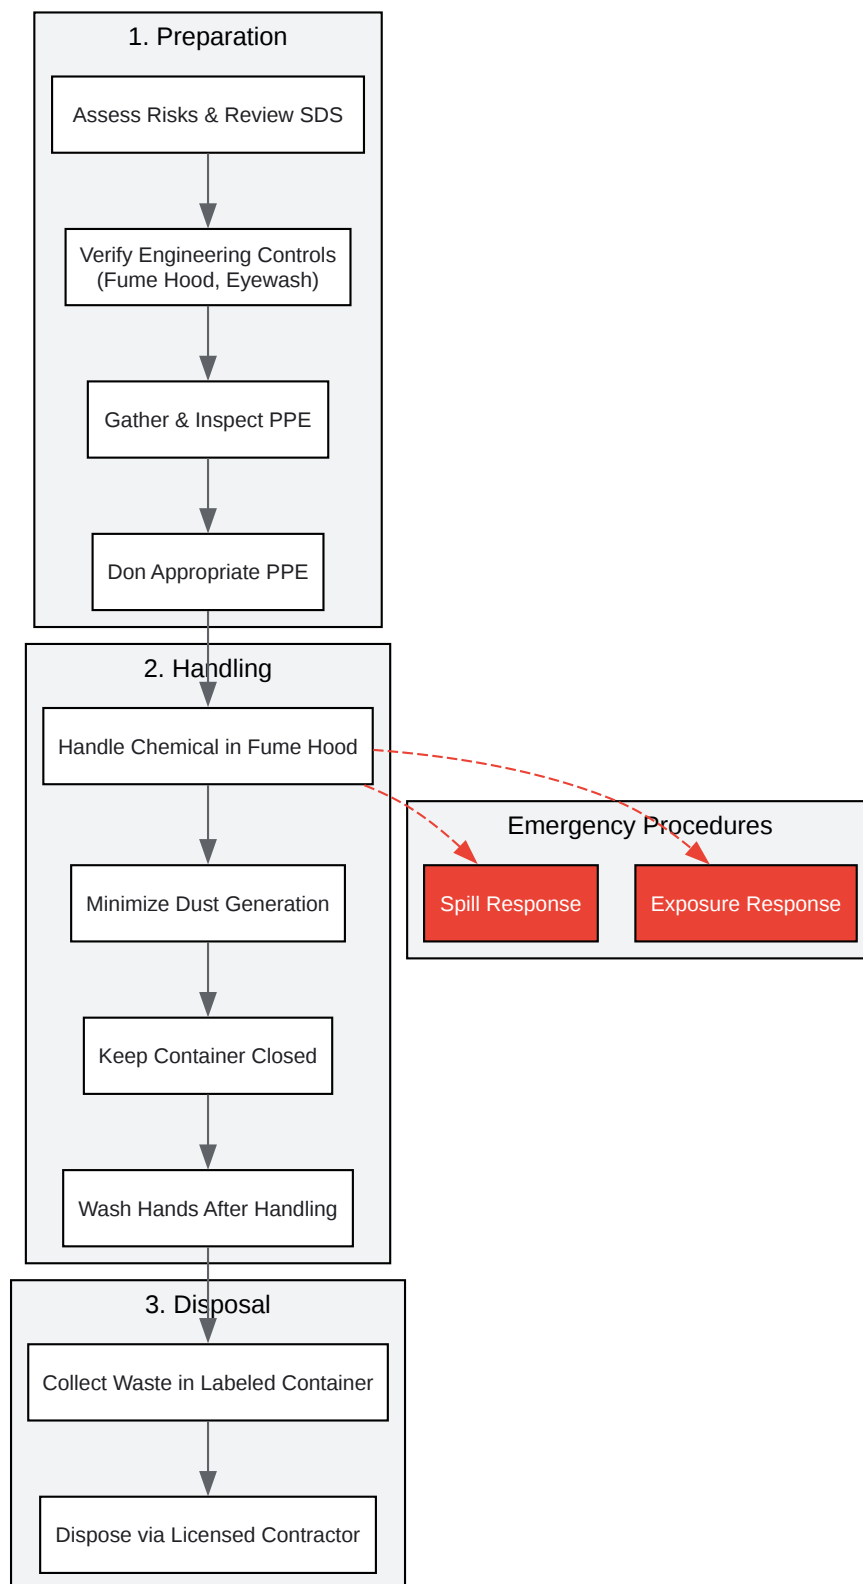 1. Preparation
Assess Risks & Review SDS
Verify Engineering Controls
(Fume Hood, Eyewash)
Gather & Inspect PPE
Don Appropriate PPE
2. Handling
Handle Chemical in Fume Hood
Minimize Dust Generation
Keep Container Closed
Wash Hands After Handling
Emergency Procedures
Spill Response
Exposure Response
3. Disposal
Collect Waste in Labeled Container
Dispose via Licensed Contractor